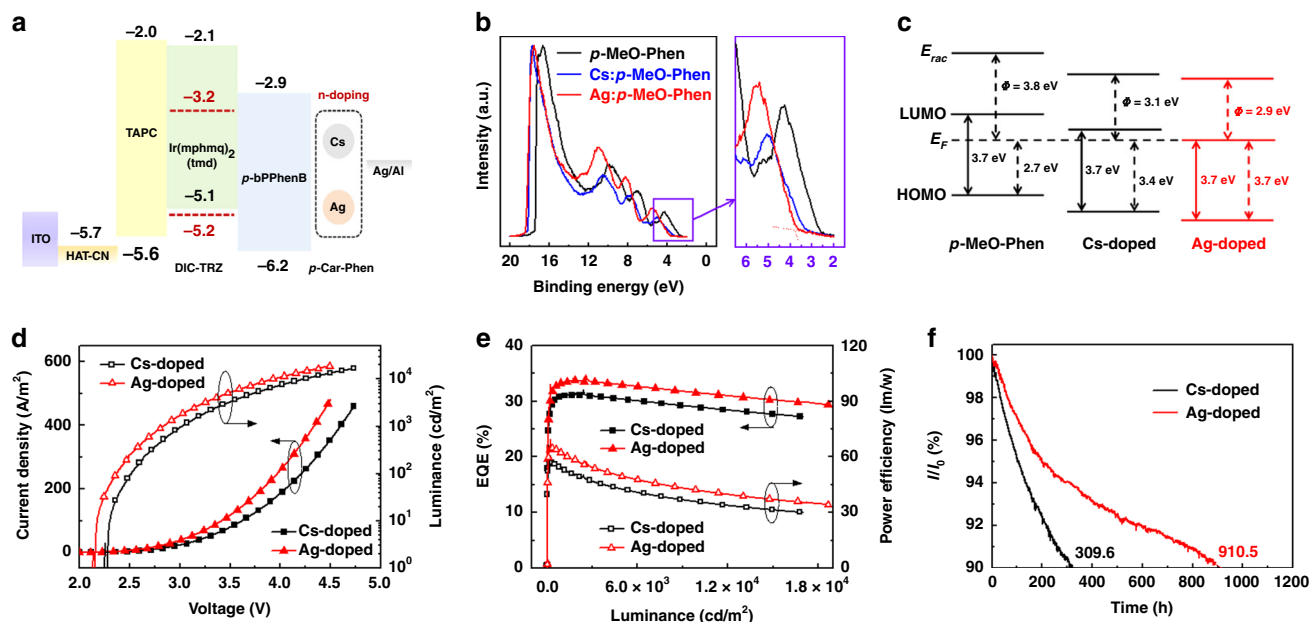 a
−2.0
−2.1
−3.2
−2.9
n-doping
TAPC
Ir(mphmq)2
(tmd)
p-bPPhenB
Cs
Ag
Ag/Al
−5.1
−5.2
ITO
−5.7
HAT-CN
−5.6
DIC-TRZ
−6.2
p-Car-Phen
b
Intensity (a.u.)
p-MeO-Phen
Cs:p-MeO-Phen
Ag:p-MeO-Phen
20 16 12 8 4 0
6 5 4 3 2
Binding energy (eV)
c
Erac
LUMO
EF
HOMO
Φ = 3.8 eV
Φ = 3.1 eV
Φ = 2.9 eV
3.7 eV
2.7 eV
3.7 eV
3.4 eV
3.7 eV
3.7 eV
p-MeO-Phen
Cs-doped
Ag-doped
d
Current density (A/m2)
600
400
200
0
Cs-doped
Ag-doped
Cs-doped
Ag-doped
104
103
102
101
100
Luminance (cd/m2)
2.0 2.5 3.0 3.5 4.0 4.5 5.0
Voltage (V)
e
EQE (%)
40
30
20
10
0
Cs-doped
Ag-doped
Cs-doped
Ag-doped
120
90
60
30
0
Power efficiency (lm/w)
0.0 6.0 × 103 1.2 × 104 1.8 × 104
Luminance (cd/m2)
f
I/I0 (%)
100
98
96
94
92
90
Cs-doped
Ag-doped
309.6
910.5
0 200 400 600 800 1000 1200
Time (h)